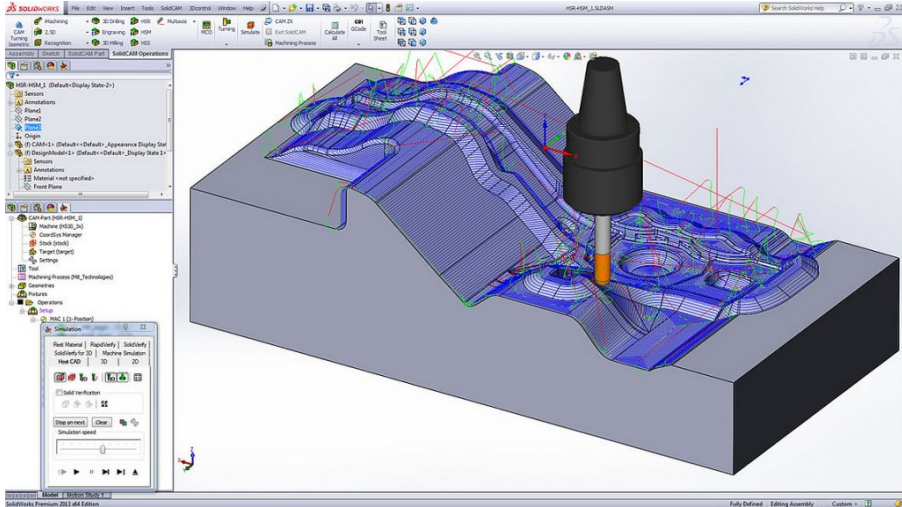 SOLIDWORKS File Edit View Insert Tools SolidCAM 3Dcontrol Window Help HSR-HSM_1.SLDASM Search SolidWorks Help
iMachining 3D Drilling HSR Multiaxis CAM ZX GBI
CAM Turning Isometric 2.5D Engraving HSM MCO Turning Simulate Exit SolidCAM Calculate All GCode Tool Sheet
Recognition 3D Milling HSS Machining Process
Assembly Sketch SolidCAM Part SolidCAM Operations
HSR-HSM_1 (Default<Display State-2>)
Sensors
Annotations
Plane1
Plane2
Plane3
Origin
(f) CAM<1> (Default<<Default>_Appearance Display Stat
(f) DesignModel<1> (Default<<Default>_Display State 1>
Sensors
Annotations
Material <not specified>
Front Plane
CAM-Part (HSR-HSM_1)
Machine (H530_3x)
CoordSys Manager
Stock (stock)
Target (target)
Settings
Tool
Machining Process (Mill_Technologies)
Geometries
Fixtures
Operations
Setup
MAC 1 (1-Position)
Simulation
Rest Material RapidVerify SolidVerify
SolidVerify for 3D Machine Simulation
Host CAD 3D 2D
Solid Verification
Stop on next Clear
Simulation speed
Model Motion Study 1
SolidWorks Premium 2013 x64 Edition Fully Defined Editing Assembly Custom